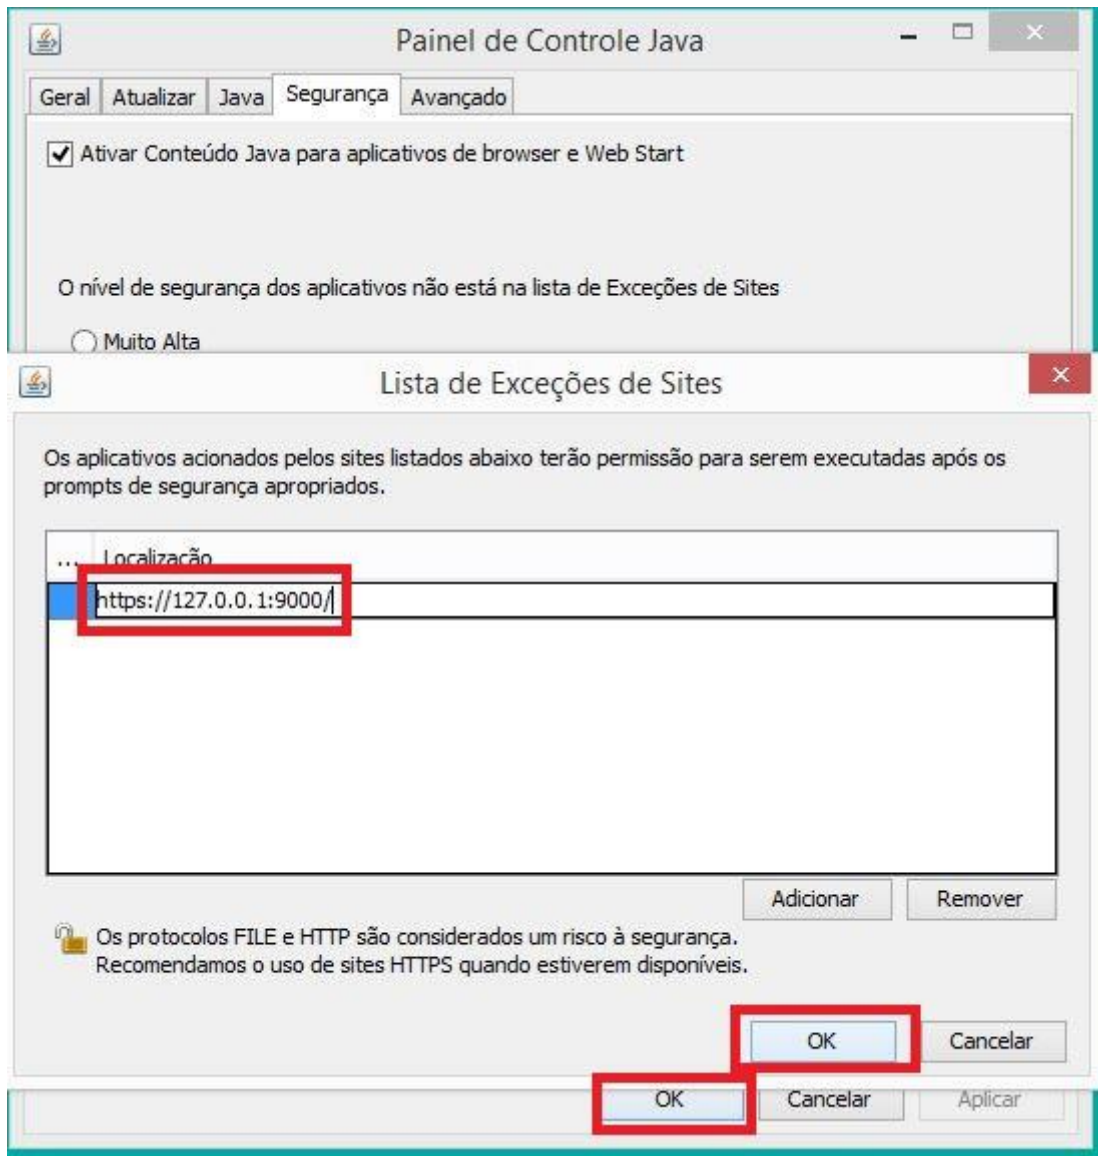 Painel de Controle Java
Geral Atualizar Java Segurança Avançado
Ativar Conteúdo Java para aplicativos de browser e Web Start
O nível de segurança dos aplicativos não está na lista de Exceções de Sites
Muito Alta
Lista de Exceções de Sites
Os aplicativos acionados pelos sites listados abaixo terão permissão para serem executadas após os
prompts de segurança apropriados.
... Localização
https://127.0.0.1:9000/
Adicionar Remover
Os protocolos FILE e HTTP são considerados um risco à segurança.
Recomendamos o uso de sites HTTPS quando estiverem disponíveis.
OK Cancelar
OK Cancelar Aplicar